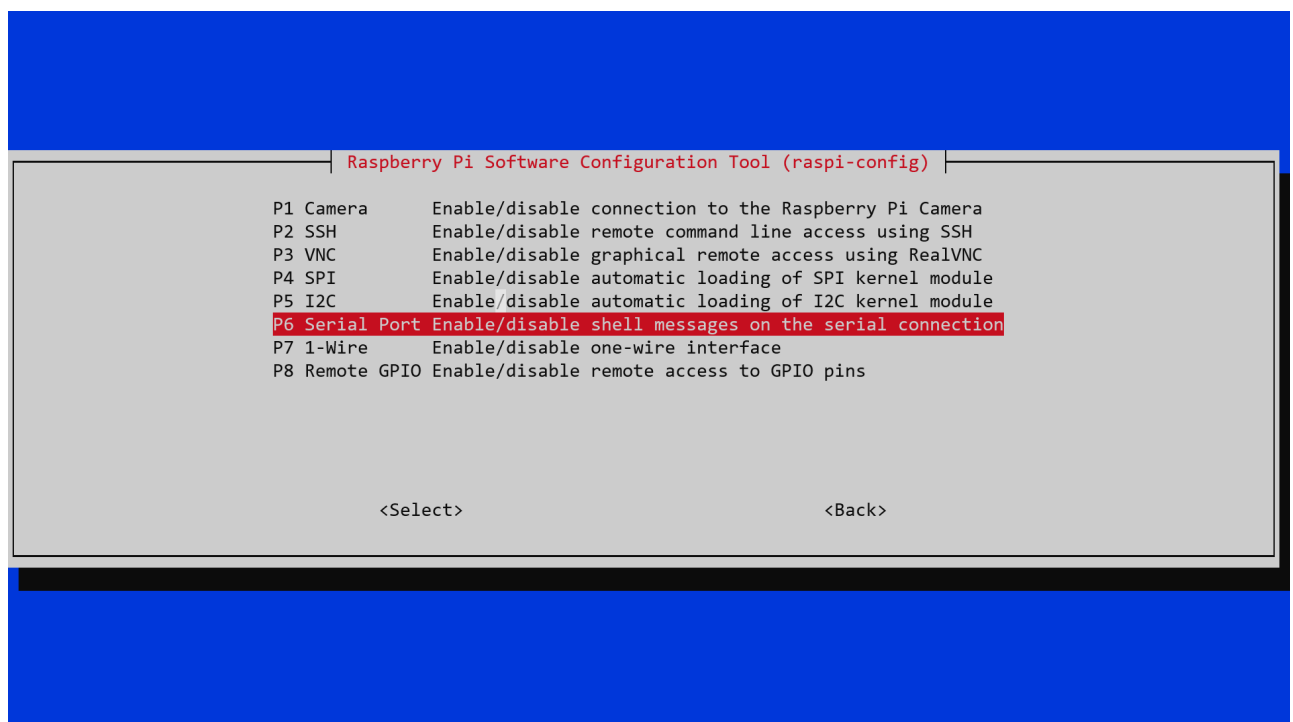 Raspberry Pi Software Configuration Tool (raspi-config)
P1 Camera Enable/disable connection to the Raspberry Pi Camera
P2 SSH Enable/disable remote command line access using SSH
P3 VNC Enable/disable graphical remote access using RealVNC
P4 SPI Enable/disable automatic loading of SPI kernel module
P5 I2C Enable/disable automatic loading of I2C kernel module
P6 Serial Port Enable/disable shell messages on the serial connection
P7 1-Wire Enable/disable one-wire interface
P8 Remote GPIO Enable/disable remote access to GPIO pins
<Select> <Back>